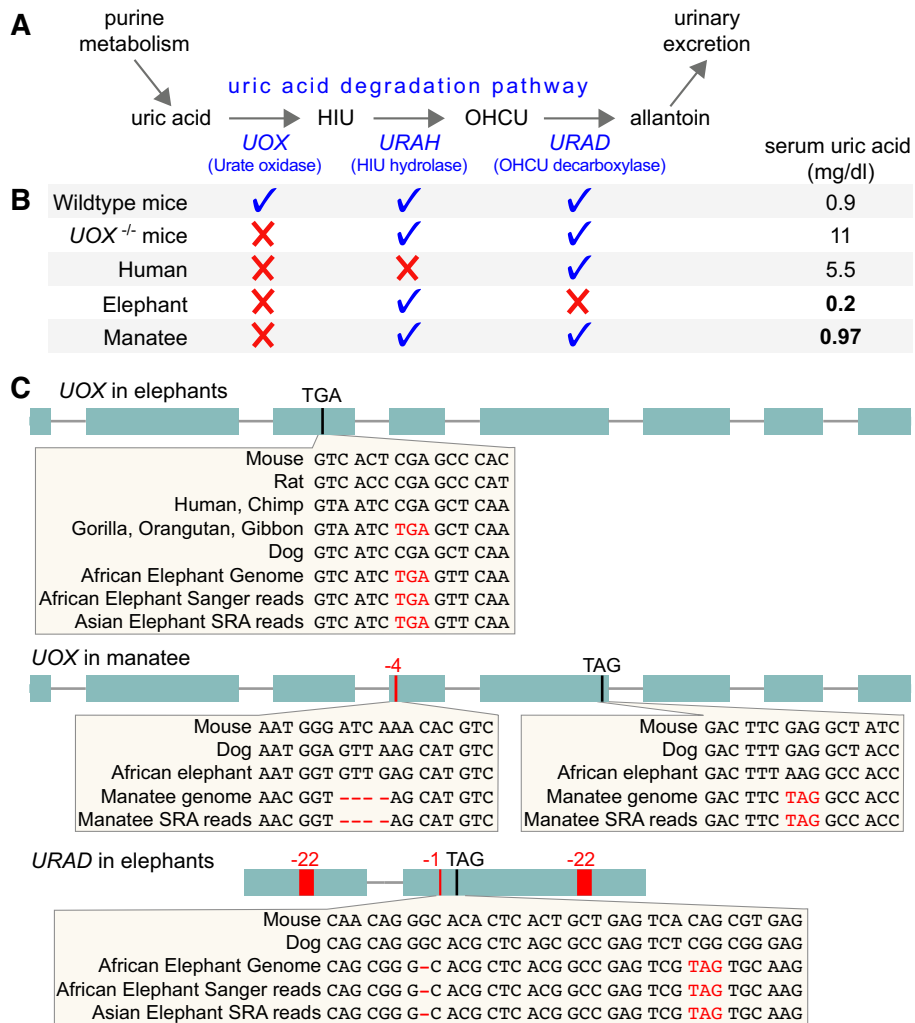 A
purine
metabolism
urinary
excretion
uric acid degradation pathway
uric acid
HIU
OHCU
allantoin
UOX
URAH
URAD
(Urate oxidase)
(HIU hydrolase)
(OHCU decarboxylase)
serum uric acid
(mg/dl)
B
Wildtype mice ✓ ✓ ✓ 0.9
UOX -/- mice X ✓ ✓ 11
Human X X ✓ 5.5
Elephant X ✓ X 0.2
Manatee X ✓ ✓ 0.97
C
UOX in elephants
TGA
Mouse GTC ACT CGA GCC CAC
Rat GTC ACC CGA GCC CAT
Human, Chimp GTA ATC CGA GCT CAA
Gorilla, Orangutan, Gibbon GTA ATC TGA GCT CAA
Dog GTC ATC CGA GCT CAA
African Elephant Genome GTC ATC TGA GTT CAA
African Elephant Sanger reads GTC ATC TGA GTT CAA
Asian Elephant SRA reads GTC ATC TGA GTT CAA
UOX in manatee
-4
TAG
Mouse AAT GGG ATC AAA CAC GTC
Dog AAT GGA GTT AAG CAT GTC
African elephant AAT GGT GTT GAG CAT GTC
Manatee genome AAC GGT ----AG CAT GTC
Manatee SRA reads AAC GGT ----AG CAT GTC
Mouse GAC TTC GAG GCT ATC
Dog GAC TTT GAG GCT ACC
African elephant GAC TTT AAG GCC ACC
Manatee genome GAC TTC TAG GCC ACC
Manatee SRA reads GAC TTC TAG GCC ACC
URAD in elephants
-22
-1
TAG
-22
Mouse CAA CAG GGC ACA CTC ACT GCT GAG TCA CAG CGT GAG
Dog CAG CAG GGC ACG CTC AGC GCC GAG TCT CGG CGG GAG
African Elephant Genome CAG CGG G-C ACG CTC ACG GCC GAG TCG TAG TGC AAG
African Elephant Sanger reads CAG CGG G-C ACG CTC ACG GCC GAG TCG TAG TGC AAG
Asian Elephant SRA reads CAG CGG G-C ACG CTC ACG GCC GAG TCG TAG TGC AAG